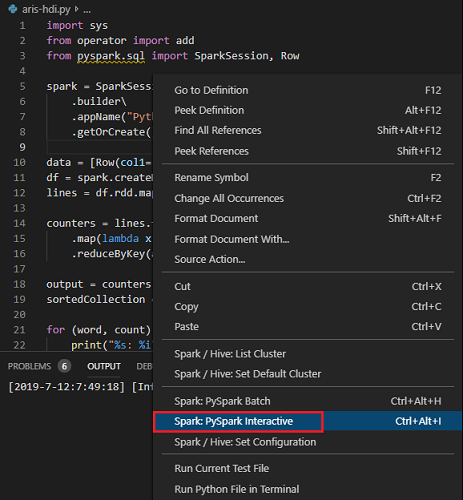 aris-hdi.py > ...
1 import sys
2 from operator import add
3 from pyspark.sql import SparkSession, Row
4
5 spark = SparkSessi
6 .builder\
7 .appName("Pyth
8 .getOrCreate(
9
10 data = [Row(col1=
11 df = spark.create
12 lines = df.rdd.map
13
14 counters = lines.
15 .map(lambda x
16 .reduceByKey(
17
18 output = counters
19 sortedCollection
20
21 for (word, count)
22 print("%s: %i
Go to Definition F12
Peek Definition Alt+F12
Find All References Shift+Alt+F12
Peek References Shift+F12
Rename Symbol F2
Change All Occurrences Ctrl+F2
Format Document Shift+Alt+F
Format Document With...
Source Action...
Cut Ctrl+X
Copy Ctrl+C
Paste Ctrl+V
Spark / Hive: List Cluster
Spark / Hive: Set Default Cluster
Spark: PySpark Batch Ctrl+Alt+H
Spark: PySpark Interactive Ctrl+Alt+I
Spark / Hive: Set Configuration
Run Current Test File
Run Python File in Terminal
PROBLEMS 6 OUTPUT DEB
[2019-7-12:7:49:18] [In